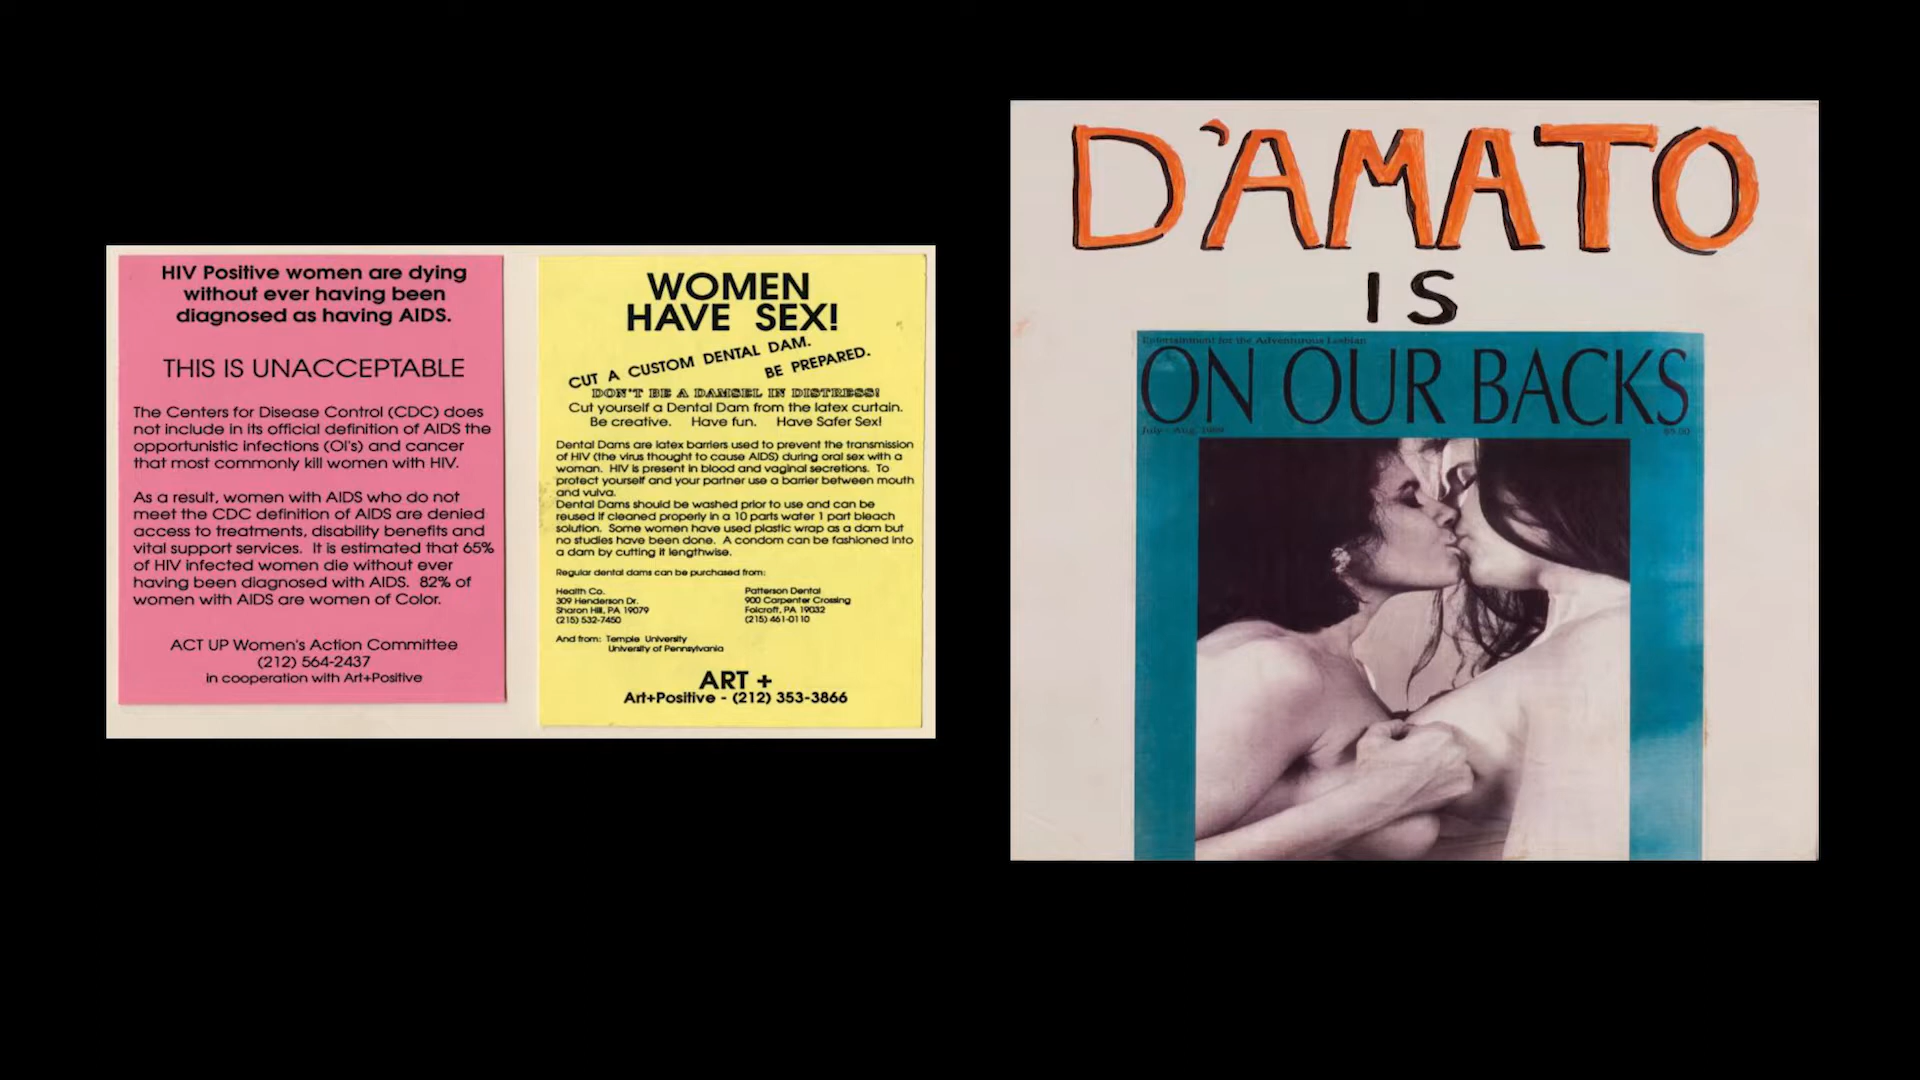 HIV Positive women are dying
without ever having been
diagnosed as having AIDS.
THIS IS UNACCEPTABLE
The Centers for Disease Control (CDC) does
not include in its official definition of AIDS the
opportunistic infections (OI's) and cancer
that most commonly kill women with HIV.
As a result, women with AIDS who do not
meet the CDC definition of AIDS are denied
access to treatments, disability benefits and
vital support services. It is estimated that 65%
of HIV infected women die without ever
having been diagnosed with AIDS. 82% of
women with AIDS are women of Color.
ACT UP Women's Action Committee
(212) 564-2437
in cooperation with Art+Positive
WOMEN
HAVE SEX!
CUT A CUSTOM DENTAL DAM.
BE PREPARED.
DON'T BE A DAMSEL IN DISTRESS!
Cut yourself a Dental Dam from the latex curtain.
Be creative. Have fun. Have Safer Sex!
Dental Dams are latex barriers used to prevent the transmission
of HIV (the virus thought to cause AIDS) during oral sex with a
woman. HIV is present in blood and vaginal secretions. To
protect yourself and your partner use a barrier between mouth
and vulva.
Dental Dams should be washed prior to use and can be
reused if cleaned properly in a 10 parts water 1 part bleach
solution. Some women have used plastic wrap as a dam but
no studies have been done. A condom can be fashioned into
a dam by cutting it lengthwise.
Regular dental dams can be purchased from:
Health Co.
309 Henderson Dr.
Sharon Hill, PA 19079
(215) 532-7450
Patterson Dental
900 Carpenter Crossing
Folcroft, PA 19032
(215) 461-0110
And from: Temple University
University of Pennsylvania
ART +
Art+Positive - (212) 353-3866
D'AMATO
IS
Entertainment for the Adventurous Lesbian
ON OUR BACKS
July - Aug. 1989
$5.00